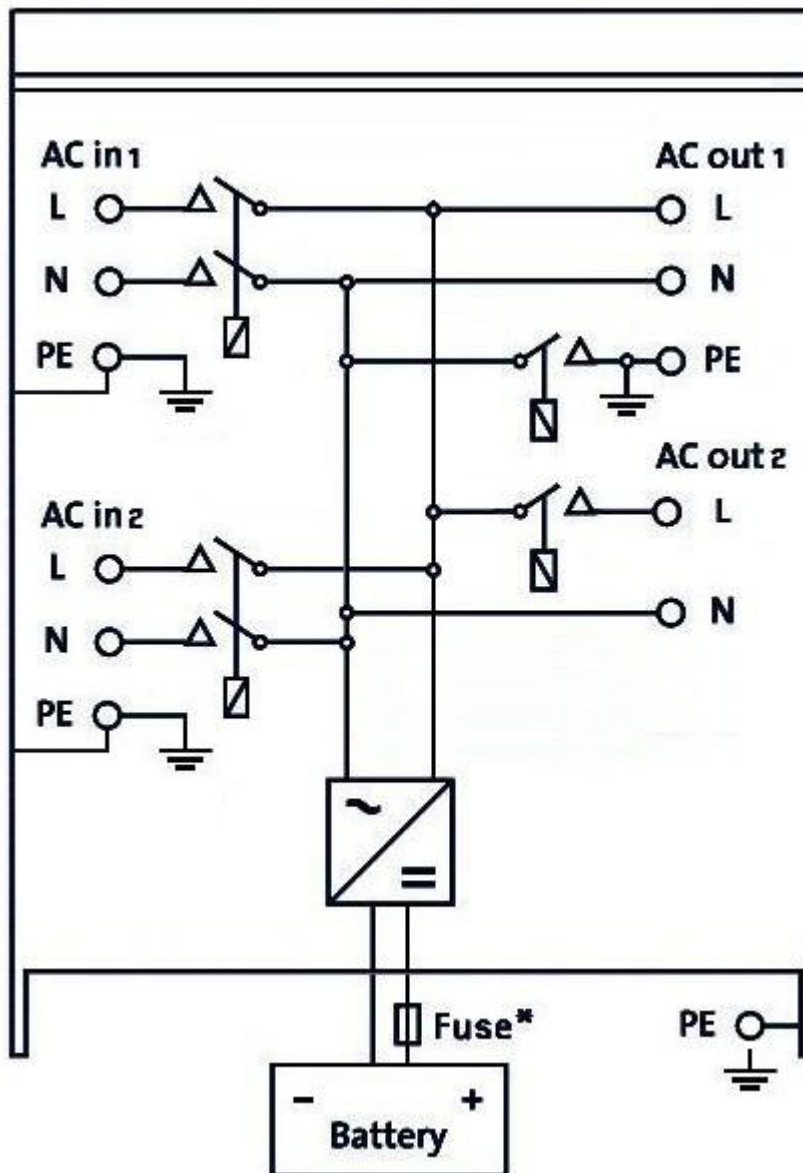 AC in 1
AC out 1
L
L
N
N
PE
PE
AC out 2
AC in 2
L
L
N
N
PE
Fuse*
PE
- +
Battery